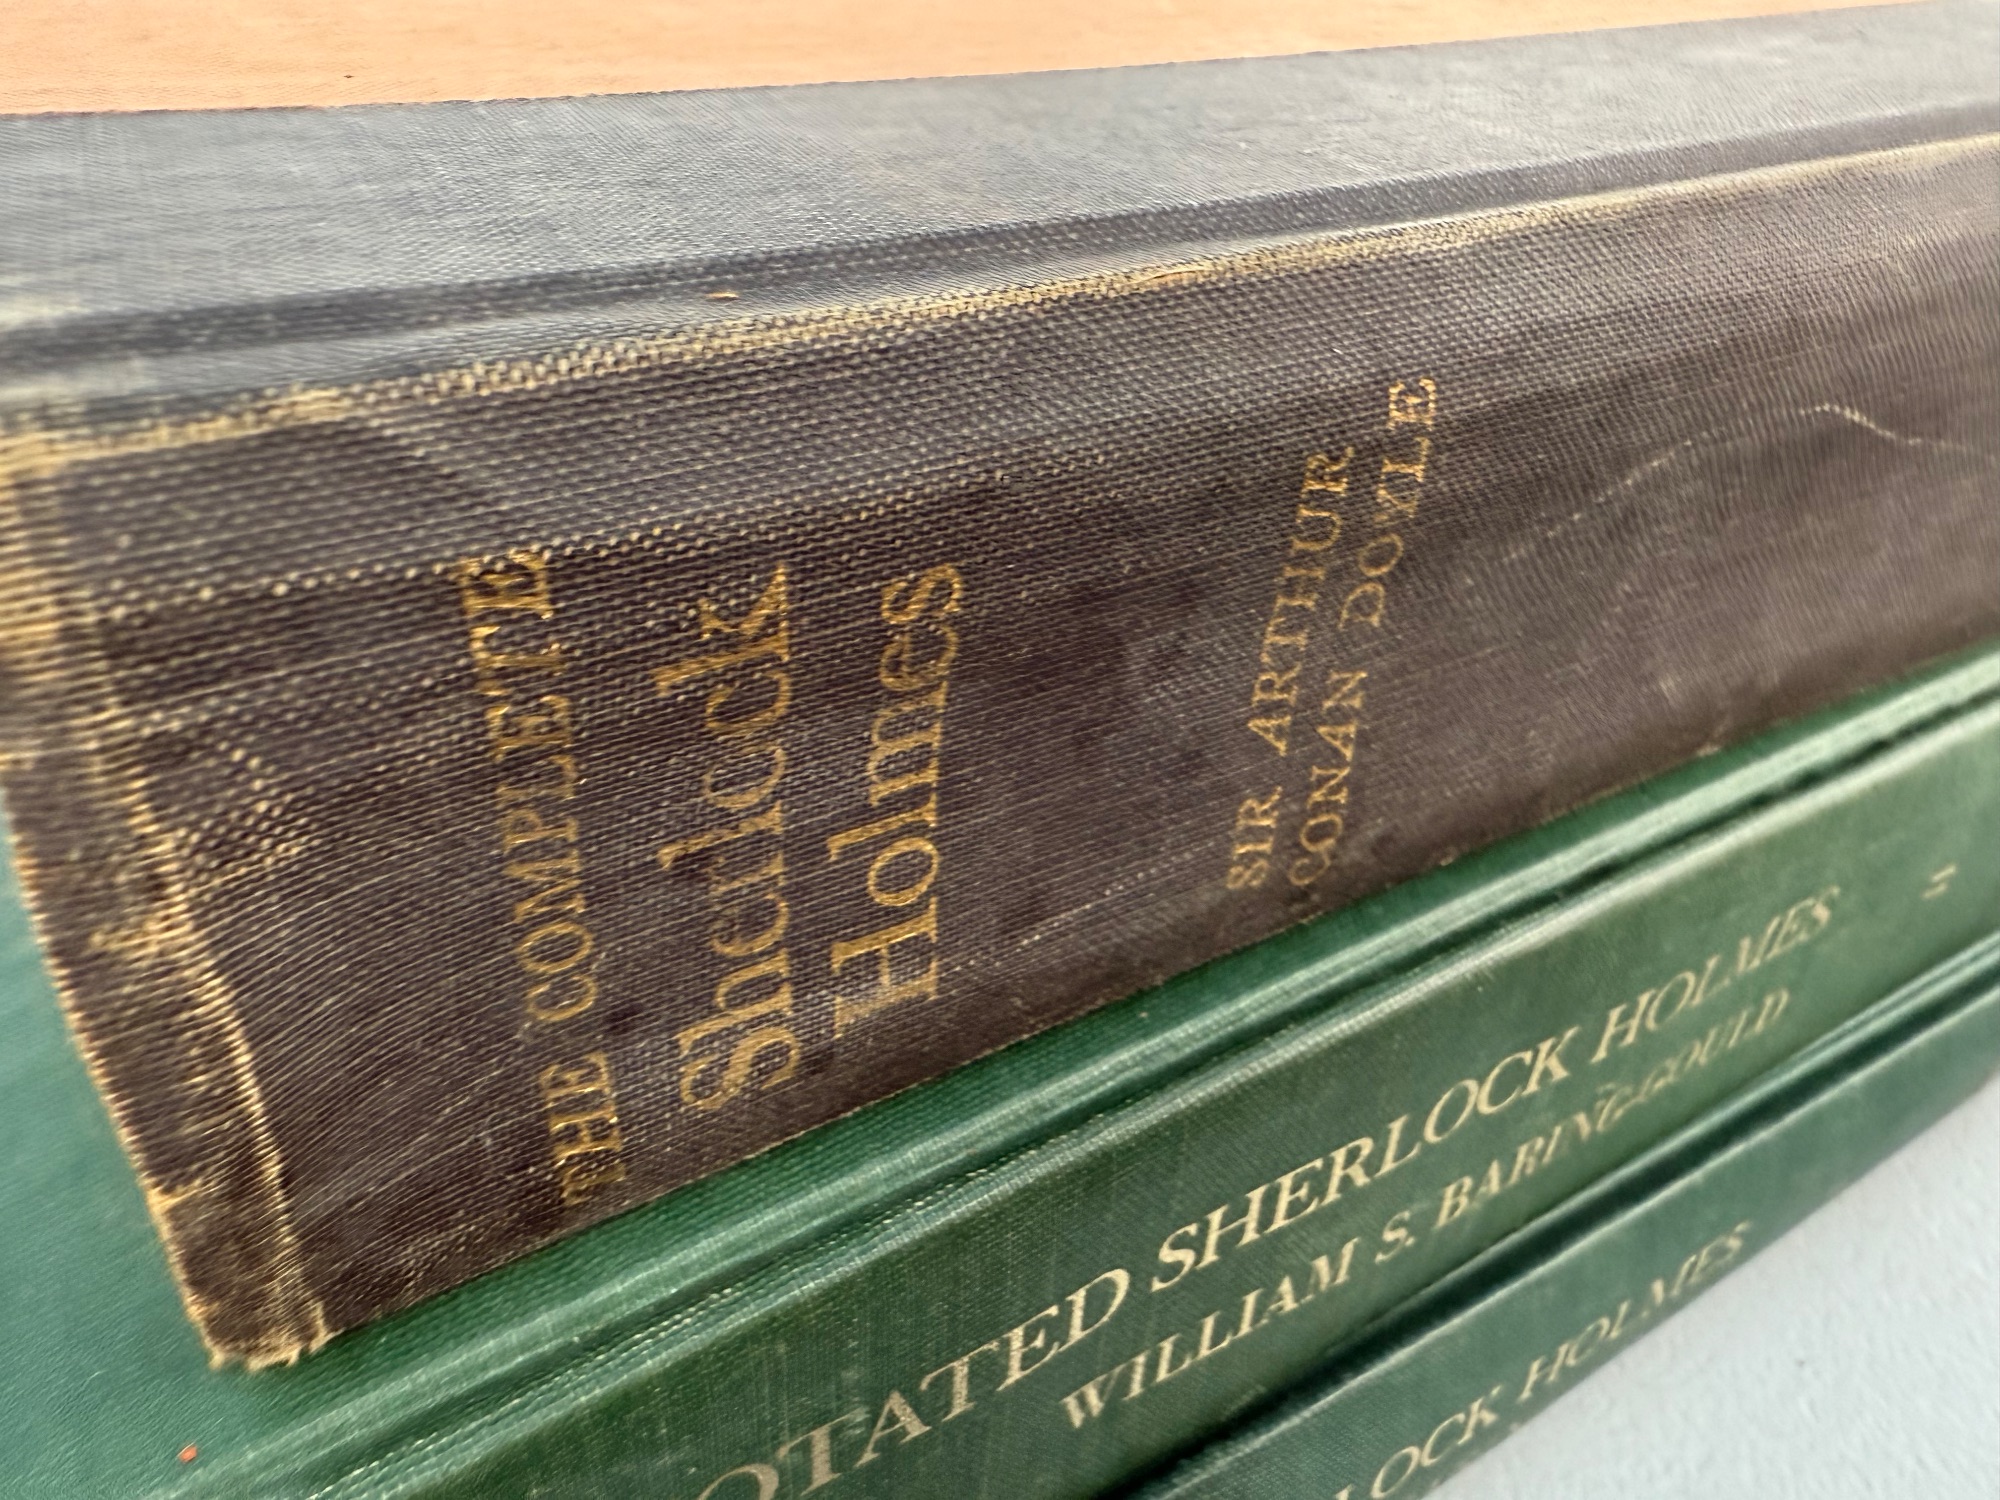 THE COMPLETE
Sherlock
Holmes
SIR ARTHUR
CONAN DOYLE
OTATED SHERLOCK HOLMES
WILLIAM S. BARING-GOULD
LOCK HOLMES